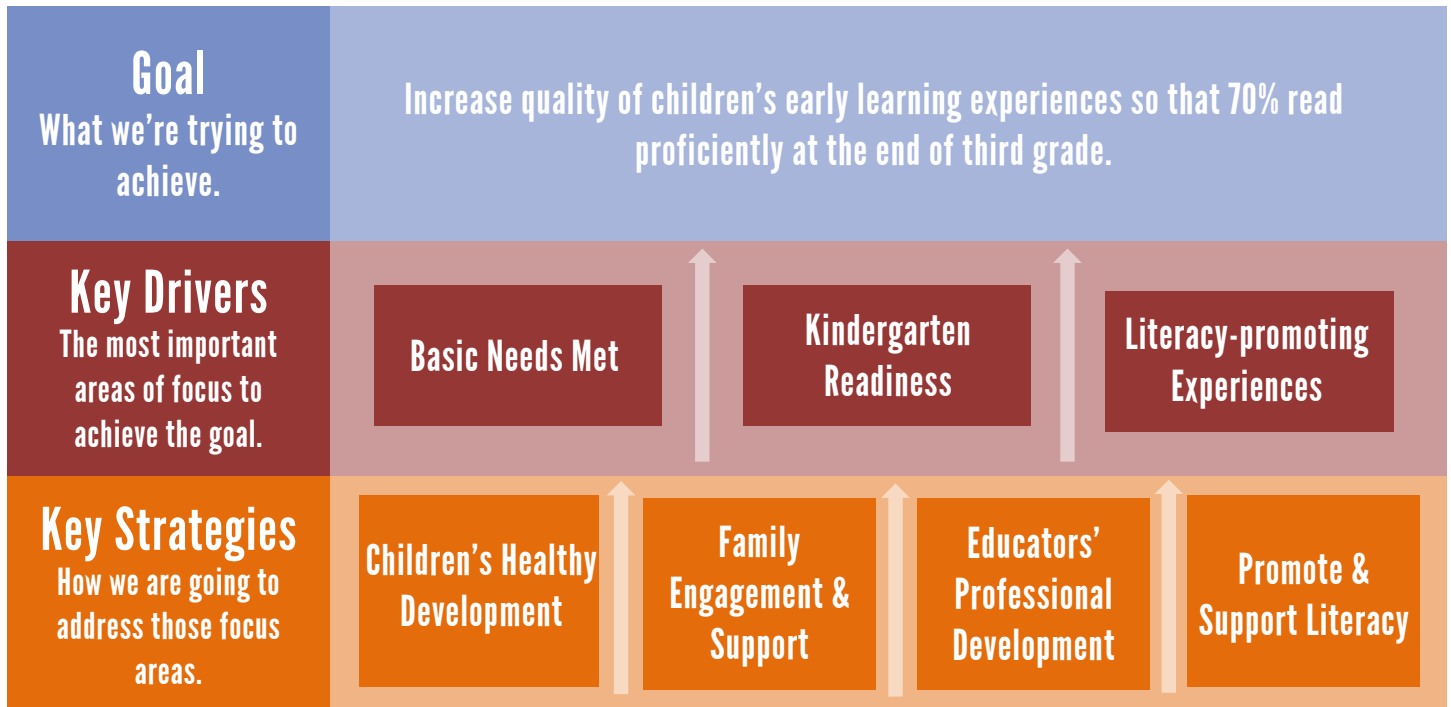 Goal
What we’re trying to
achieve.
Increase quality of children’s early learning experiences so that 70% read
proficiently at the end of third grade.
Key Drivers
The most important
areas of focus to
achieve the goal.
Basic Needs Met
Kindergarten
Readiness
Literacy-promoting
Experiences
Key Strategies
How we are going to
address those focus
areas.
Children’s Healthy
Development
Family
Engagement &
Support
Educators’
Professional
Development
Promote &
Support Literacy